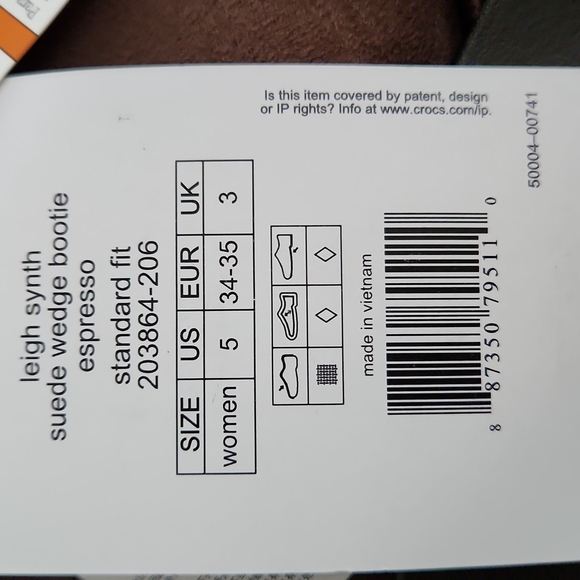 leigh synth
suede wedge bootie
espresso
standard fit
203864-206
SIZE US EUR UK
women 5 34-35 3
made in vietnam
8 87350 79511 0
Is this item covered by patent, design
or IP rights? Info at www.crocs.com/ip.
50004-00741